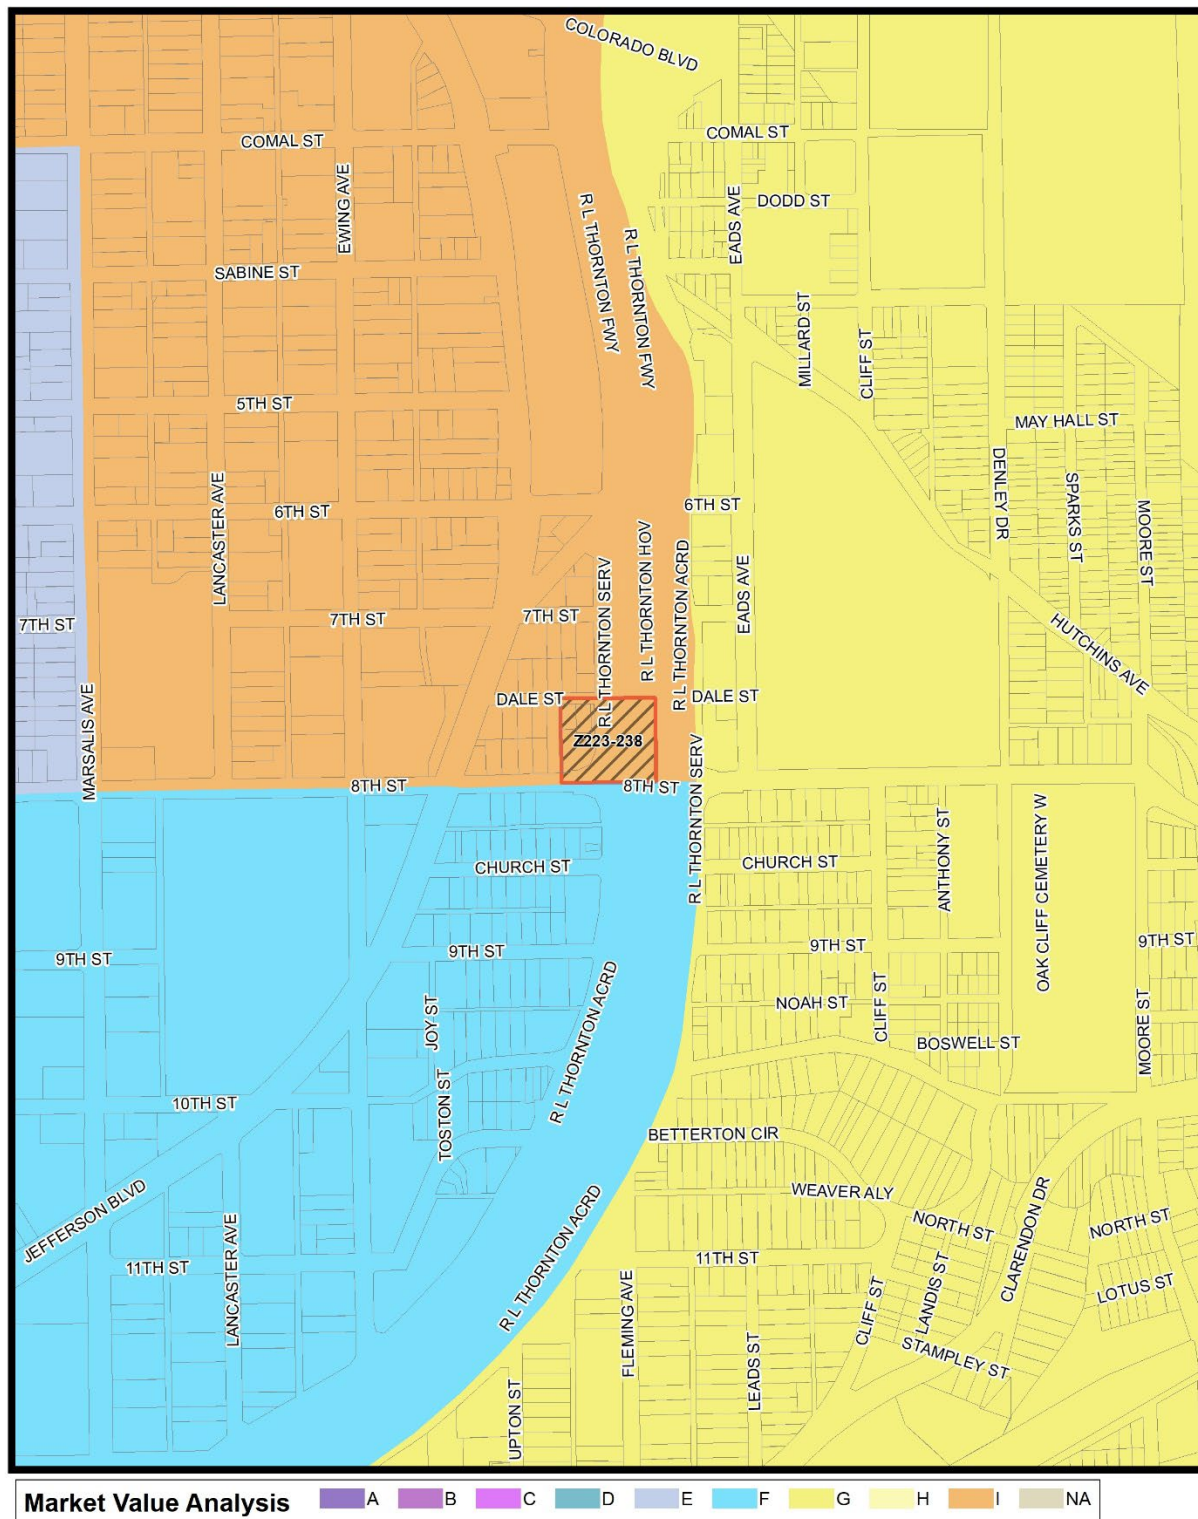 COLORADO BLVD
COMAL ST
COMAL ST
EWING AVE
R L THORNTON FWY
R L THORNTON FWY
EADS AVE
DODD ST
SABINE ST
MILLARD ST
CLIFF ST
5TH ST
MAY HALL ST
LANCASTER AVE
6TH ST
6TH ST
DENLEY DR
SPARKS ST
MOORE ST
R L THORNTON SERV
R L THORNTON HOV
R L THORNTON ACRD
EADS AVE
7TH ST
7TH ST
7TH ST
HUTCHINS AVE
MARSALIS AVE
DALE ST
DALE ST
Z223-238
8TH ST
8TH ST
R L THORNTON SERV
CHURCH ST
CHURCH ST
ANTHONY ST
OAK CLIFF CEMETERY W
9TH ST
9TH ST
9TH ST
9TH ST
JOY ST
R L THORNTON ACRD
NOAH ST
CLIFF ST
BOSWELL ST
MOORE ST
10TH ST
TOSTON ST
BETTERTON CIR
WEAVER ALY
JEFFERSON BLVD
LANCASTER AVE
R L THORNTON ACRD
NORTH ST
CLARENDON DR
NORTH ST
11TH ST
11TH ST
FLEMING AVE
LEADS ST
CLIFF ST
LANDIS ST
LOTUS ST
STAMPLEY ST
UPTON ST
Market Value Analysis A B C D E F G H I NA